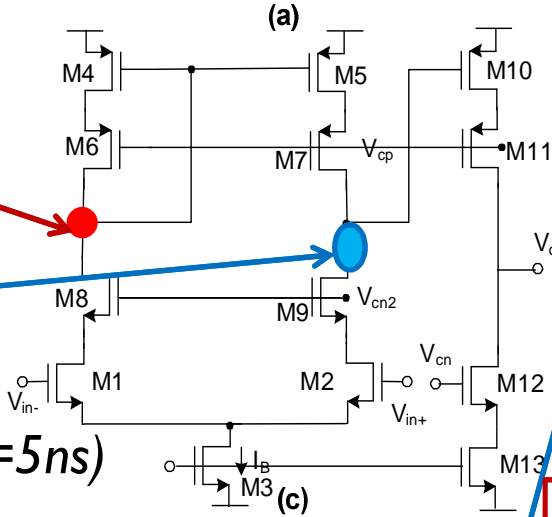 (a)
M4
M5
M10
M6
M7
Vcp
M11
M8
M9
Vcn2
Vcn
M1
M2
M12
Vin-
Vin+
=5ns)
IB
M3
(c)
M13